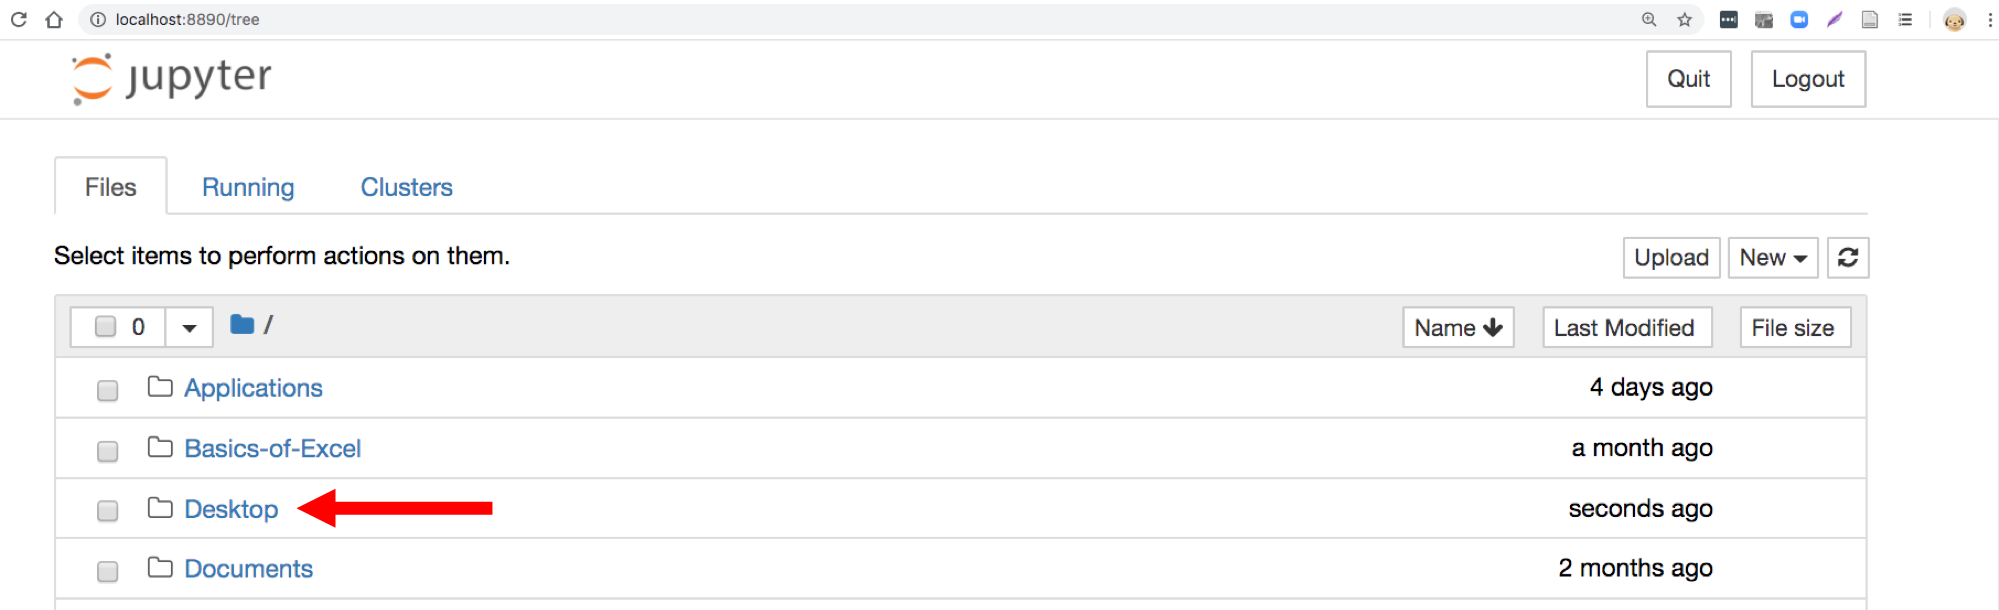 localhost:8890/tree
jupyter
Quit
Logout
Files
Running
Clusters
Select items to perform actions on them.
Upload
New
0
/
Name
Last Modified
File size
Applications
4 days ago
Basics-of-Excel
a month ago
Desktop
seconds ago
Documents
2 months ago